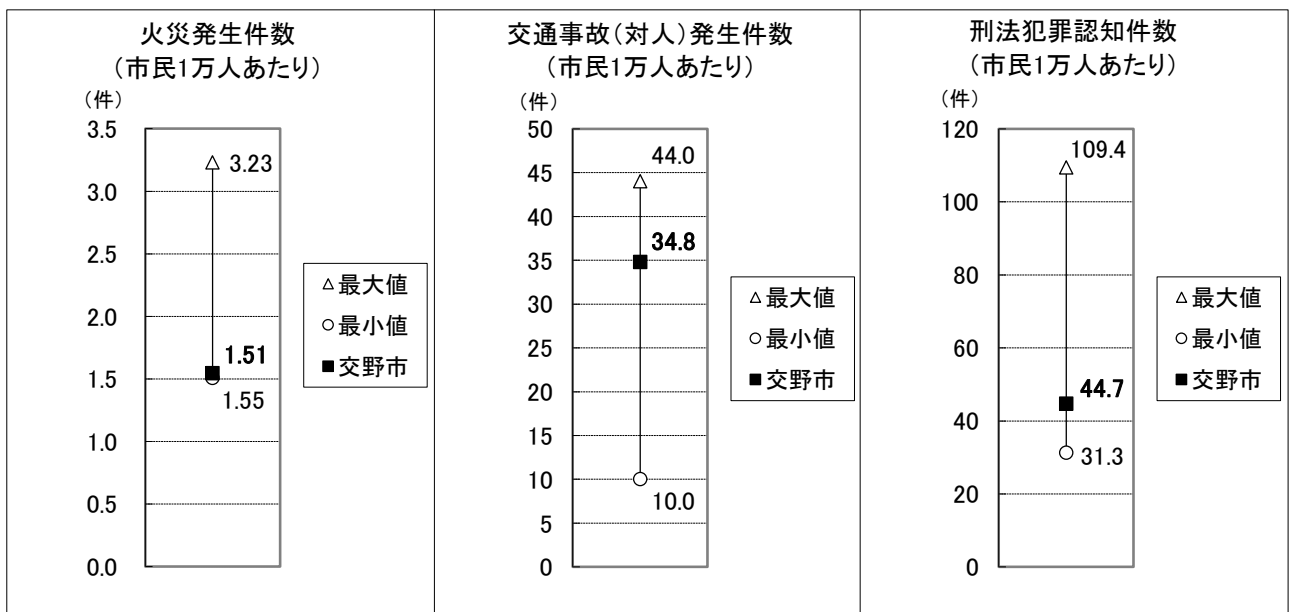 火災発生件数
(市民1万人あたり)
(件)
3.5
3.0
2.5
2.0
1.5
1.0
0.5
0.0
3.23
1.51
1.55
△最大値
○最小値
■交野市
交通事故(対人)発生件数
(市民1万人あたり)
(件)
50
45
40
35
30
25
20
15
10
5
0
44.0
34.8
10.0
△最大値
○最小値
■交野市
刑法犯罪認知件数
(市民1万人あたり)
(件)
120
100
80
60
40
20
0
109.4
44.7
31.3
△最大値
○最小値
■交野市